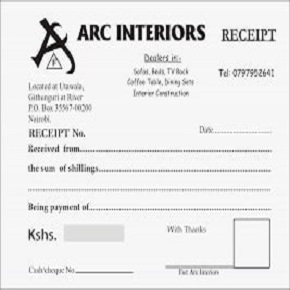 ARC INTERIORS
RECEIPT
Dealers in:-
Sofas, Beds, TV Rack
Coffee Table, Dining Sets
Interior Construction
Tel: 0797952641
Located at Utawala,
Githunguri at River
P.O. Box 35567-00200
Nairobi.
RECEIPT No.
Date
Received from
the sum of shillings
Being payment of
Kshs.
With Thanks
Cash/cheque No.
For: Arc Interiors